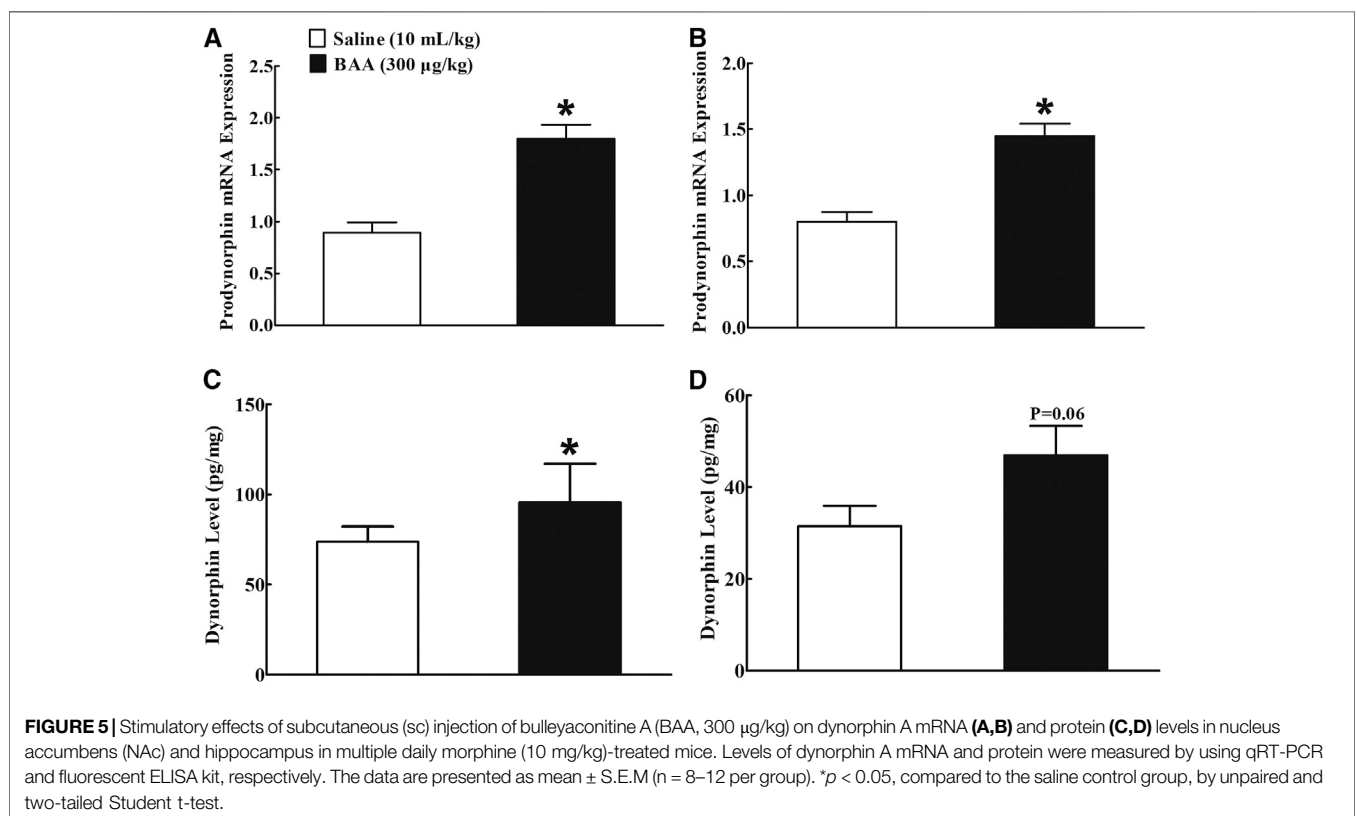 A
Saline (10 mL/kg)
BAA (300 μg/kg)
Prodynorphin mRNA Expression
2.5
2.0
1.5
1.0
0.5
0.0
*
B
Prodynorphin mRNA Expression
2.0
1.5
1.0
0.5
0.0
*
C
Dynorphin Level (pg/mg)
150
100
50
0
*
D
Dynorphin Level (pg/mg)
60
40
20
0
P=0.06
FIGURE 5 | Stimulatory effects of subcutaneous (sc) injection of bulleyaconitine A (BAA, 300 μg/kg) on dynorphin A mRNA (A,B) and protein (C,D) levels in nucleus
accumbens (NAc) and hippocampus in multiple daily morphine (10 mg/kg)-treated mice. Levels of dynorphin A mRNA and protein were measured by using qRT-PCR
and fluorescent ELISA kit, respectively. The data are presented as mean ± S.E.M (n = 8–12 per group). *p < 0.05, compared to the saline control group, by unpaired and
two-tailed Student t-test.